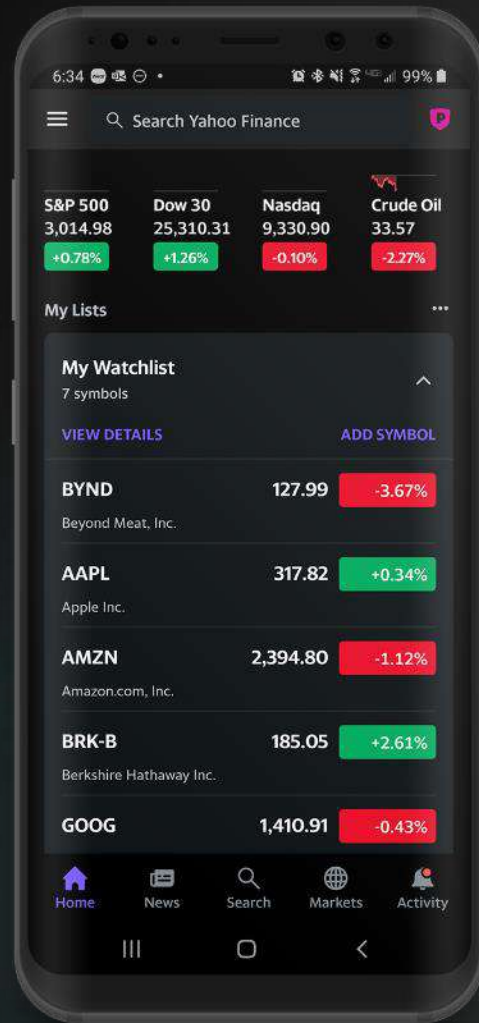 6:34 99%
Search Yahoo Finance
S&P 500 Dow 30 Nasdaq Crude Oil
3,014.98 25,310.31 9,330.90 33.57
+0.78% +1.26% -0.10% -2.27%
My Lists
My Watchlist
7 symbols
VIEW DETAILS ADD SYMBOL
BYND 127.99 -3.67%
Beyond Meat, Inc.
AAPL 317.82 +0.34%
Apple Inc.
AMZN 2,394.80 -1.12%
Amazon.com, Inc.
BRK-B 185.05 +2.61%
Berkshire Hathaway Inc.
GOOG 1,410.91 -0.43%
Home News Search Markets Activity